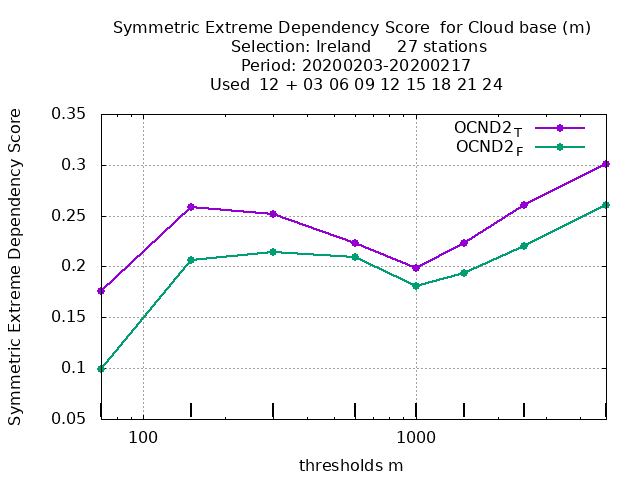 Symmetric Extreme Dependency Score  for Cloud base (m)
Selection: Ireland     27 stations
Period: 20200203-20200217
Used  12 + 03 06 09 12 15 18 21 24
Symmetric Extreme Dependency Score
0.35
0.3
0.25
0.2
0.15
0.1
0.05
OCND2T
OCND2F
100
1000
thresholds m